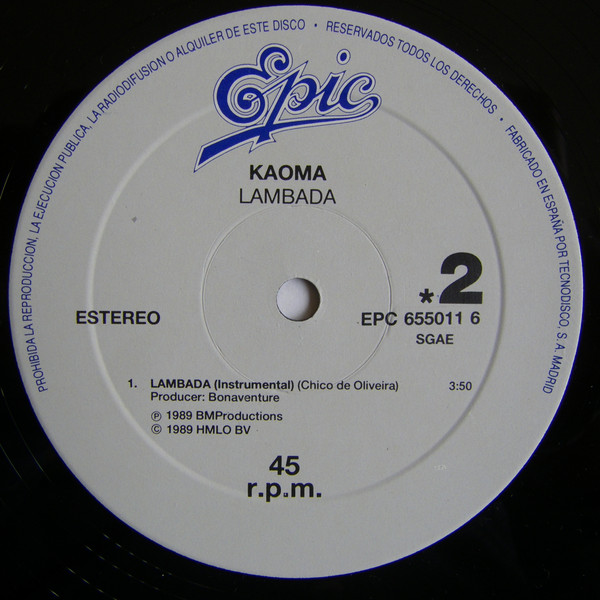 PROHIBIDA LA REPRODUCCION, LA EJECUCION PUBLICA, LA RADIODIFUSION O ALQUILER DE ESTE DISCO • RESERVADOS TODOS LOS DERECHOS • FABRICADO EN ESPAÑA POR TECNODISCO, S. A. MADRID
Epic
KAOMA
LAMBADA
*2
ESTEREO
EPC 655011 6
SGAE
1. LAMBADA (Instrumental) (Chico de Oliveira) 3:50
Producer: Bonaventure
Ⓟ 1989 BMProductions
© 1989 HMLO BV
45
r.p.m.